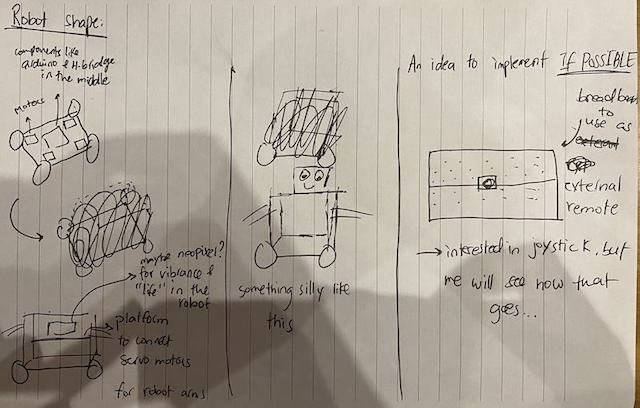 Robot shape:
components like
arduino & H-bridge
in the middle
Motors
maybe neopixel?
for vibrance &
"life" in the
robot
platform
to connect
servo motors
for robot arms
something silly like
this
An idea to implement IF POSSIBLE
breadboard
to
use as
external
remote
→ interested in joystick, but
me will see how that
goes...